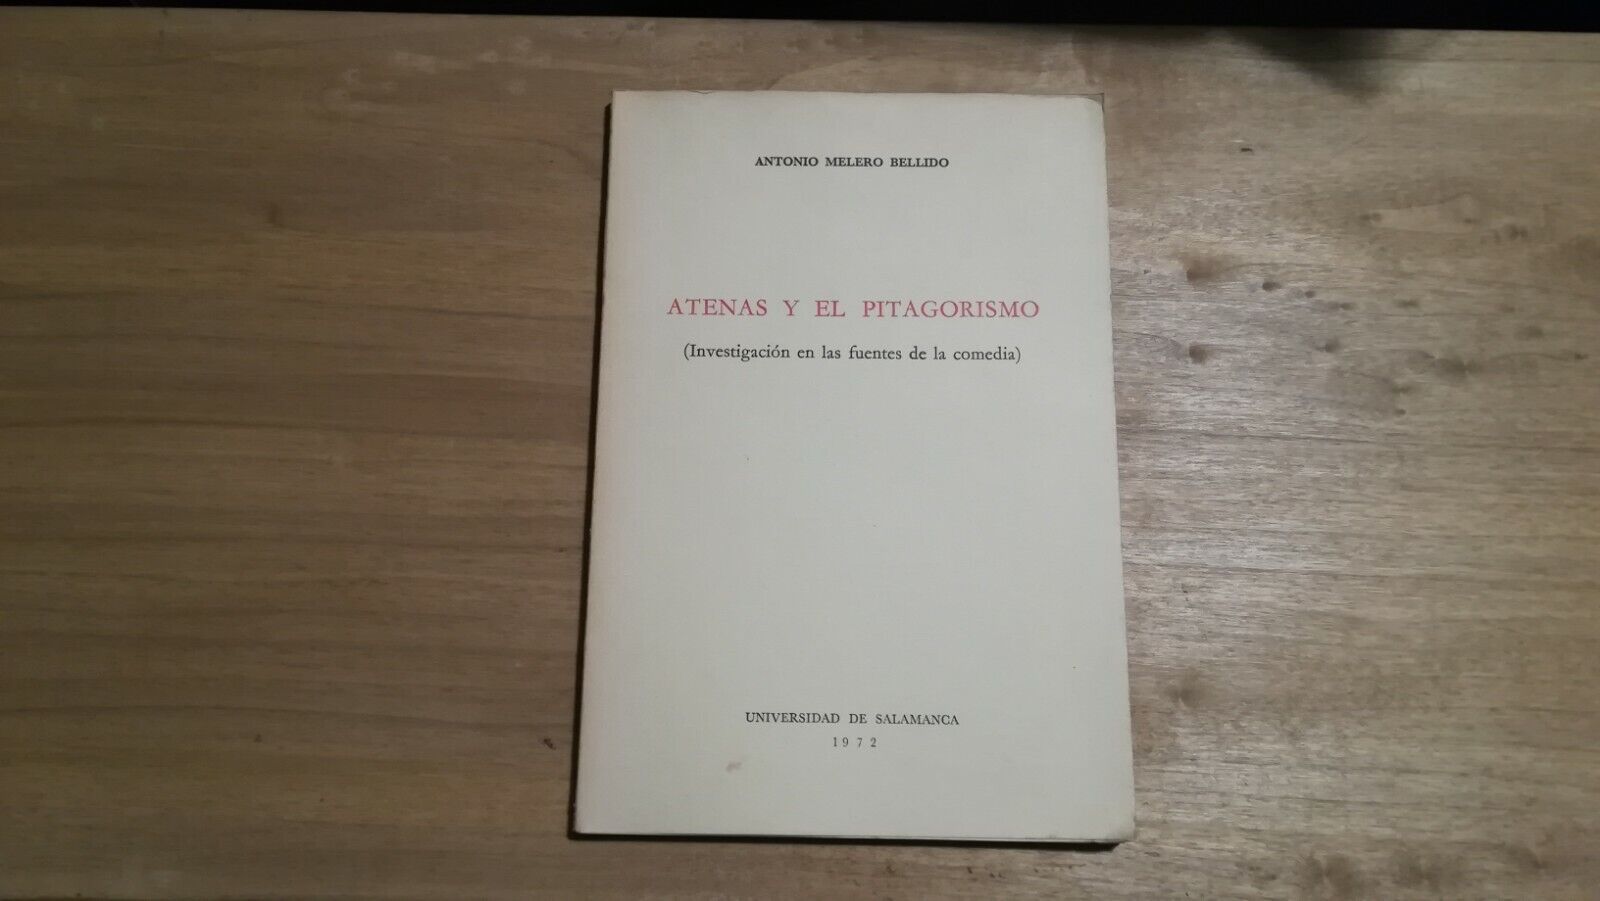 ANTONIO MELERO BELLIDO
ATENAS Y EL PITAGORISMO
(Investigación en las fuentes de la comedia)
UNIVERSIDAD DE SALAMANCA
1972